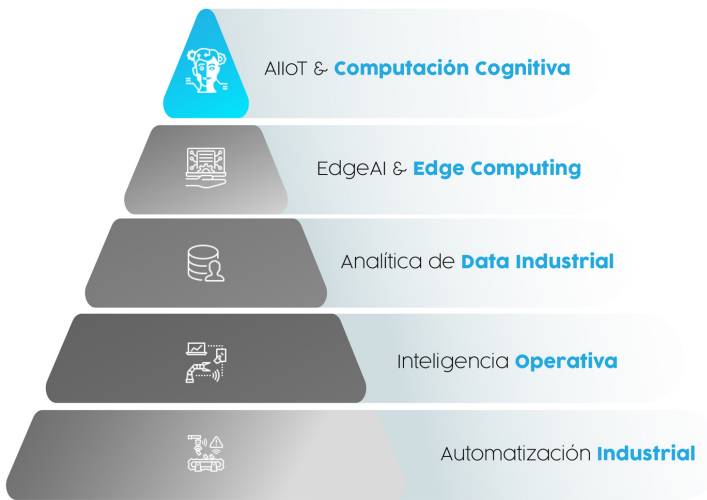 AIIoT & Computación Cognitiva
EdgeAI & Edge Computing
Analítica de Data Industrial
Inteligencia Operativa
Automatización Industrial